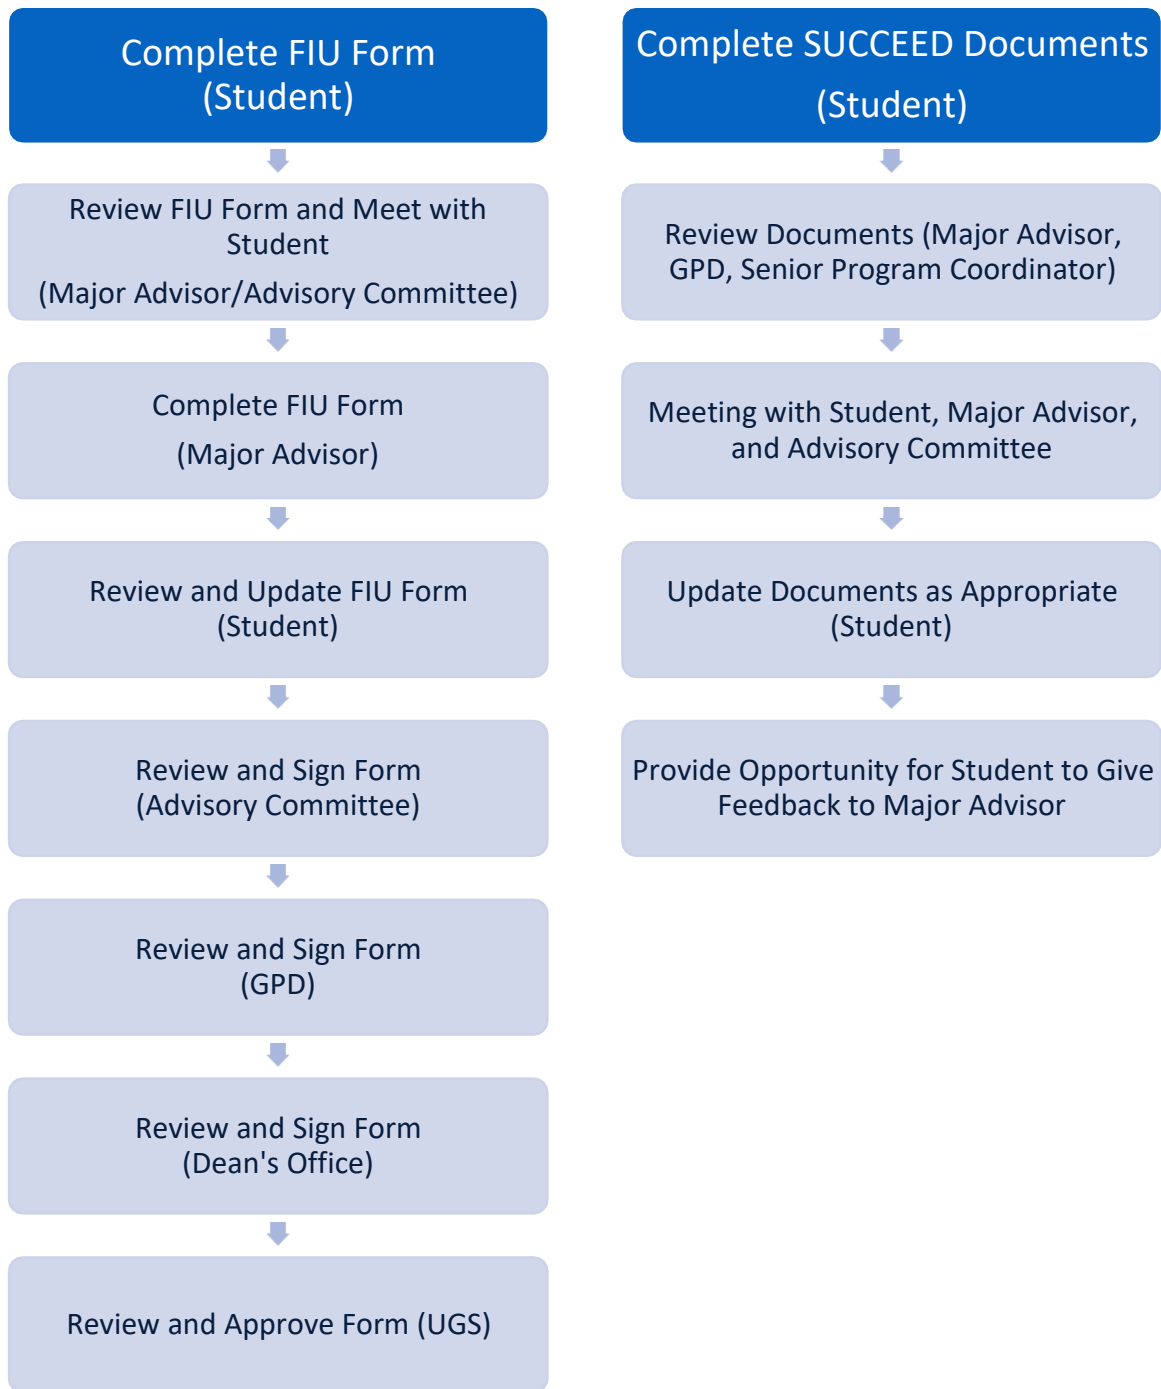 Complete FIU Form
(Student)
Review FIU Form and Meet with
Student
(Major Advisor/Advisory Committee)
Complete FIU Form
(Major Advisor)
Review and Update FIU Form
(Student)
Review and Sign Form
(Advisory Committee)
Review and Sign Form
(GPD)
Review and Sign Form
(Dean's Office)
Review and Approve Form (UGS)
Complete SUCCEED Documents
(Student)
Review Documents (Major Advisor,
GPD, Senior Program Coordinator)
Meeting with Student, Major Advisor,
and Advisory Committee
Update Documents as Appropriate
(Student)
Provide Opportunity for Student to Give
Feedback to Major Advisor